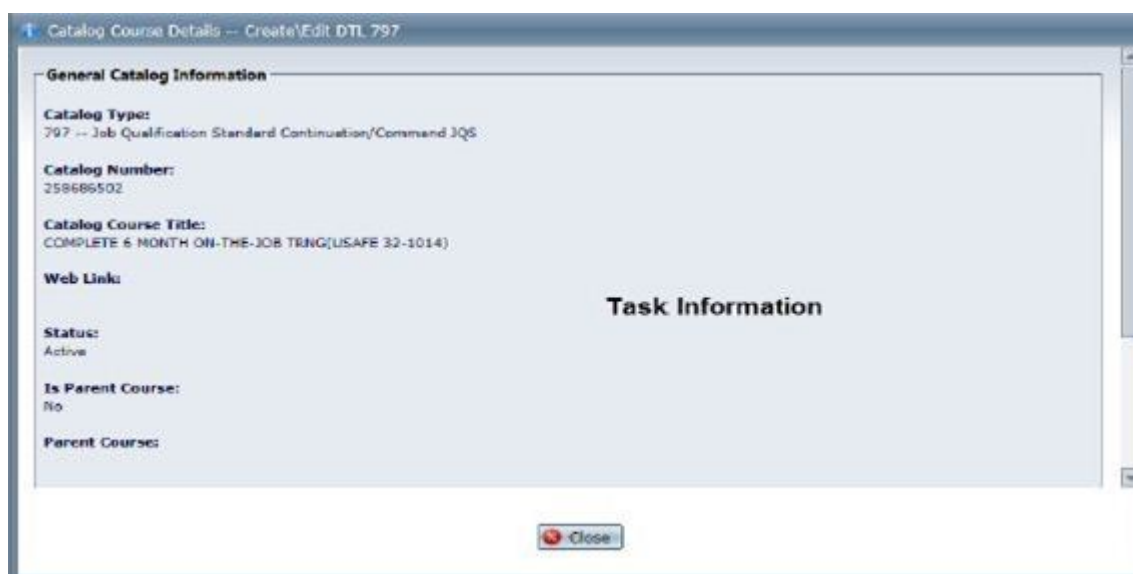 Catalog Course Details -- Create\Edit DTL 797
General Catalog Information
Catalog Type:
797 -- Job Qualification Standard Continuation/Command JQS
Catalog Number:
258686502
Catalog Course Title:
COMPLETE 6 MONTH ON-THE-JOB TRNG(USAFE 32-1014)
Web Link:
Task Information
Status:
Active
Is Parent Course:
No
Parent Course:
Close